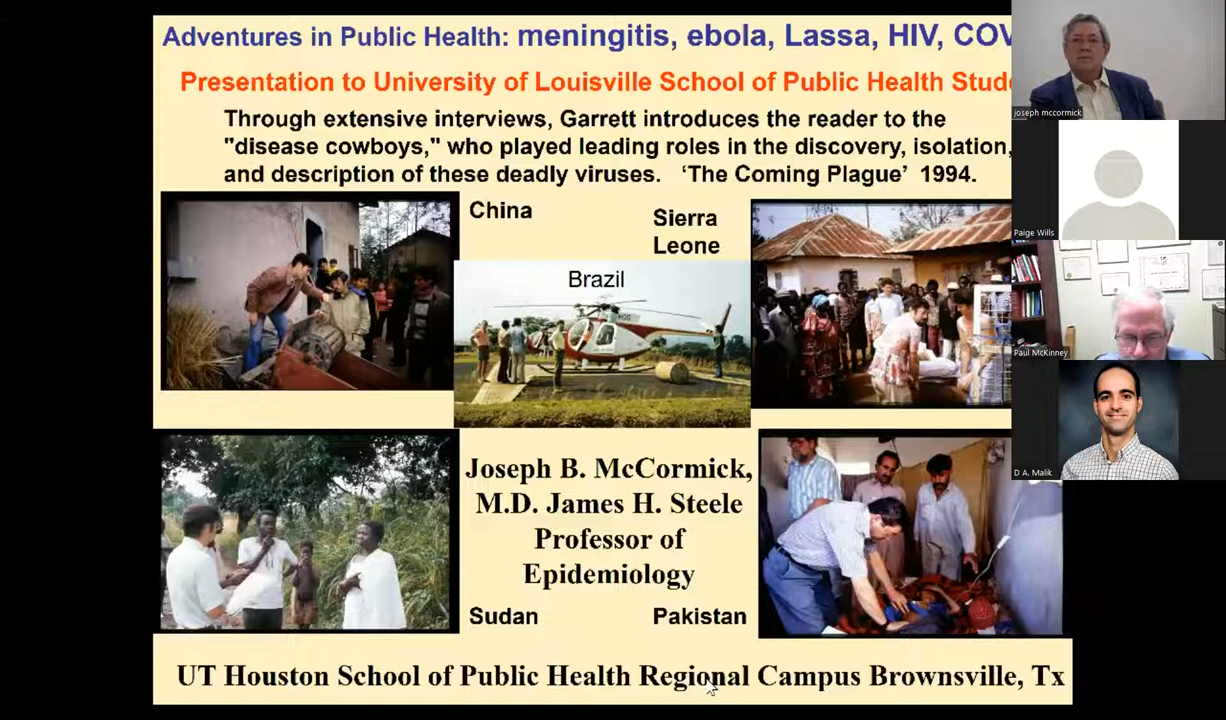 Adventures in Public Health: meningitis, ebola, Lassa, HIV, COV
Presentation to University of Louisville School of Public Health Stude
Through extensive interviews, Garrett introduces the reader to the
"disease cowboys," who played leading roles in the discovery, isolation,
and description of these deadly viruses. ‘The Coming Plague’ 1994.
China
Sierra
Leone
Brazil
Joseph B. McCormick,
M.D. James H. Steele
Professor of
Epidemiology
Sudan
Pakistan
UT Houston School of Public Health Regional Campus Brownsville, Tx
joseph mccormick
Paige Wills
Paul McKinney
D A. Malik